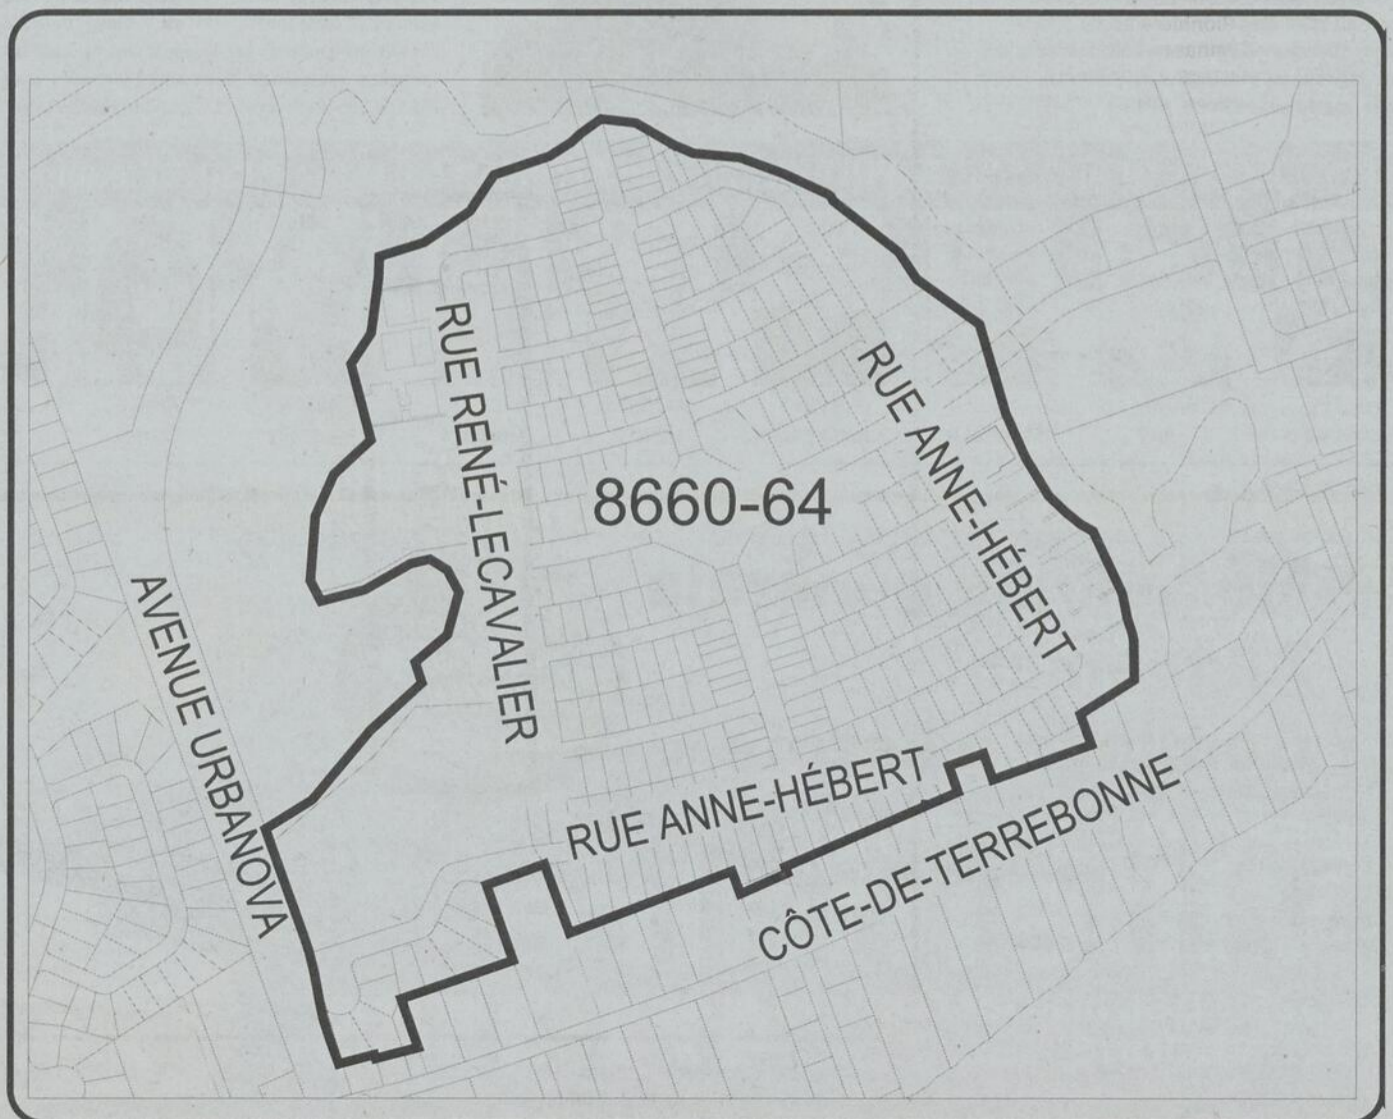 RUE RENÉ-LECAVALIER
RUE ANNE-HÉBERT
8660-64
AVENUE URBANOVA
RUE ANNE-HÉBERT
CÔTE-DE-TERREBONNE